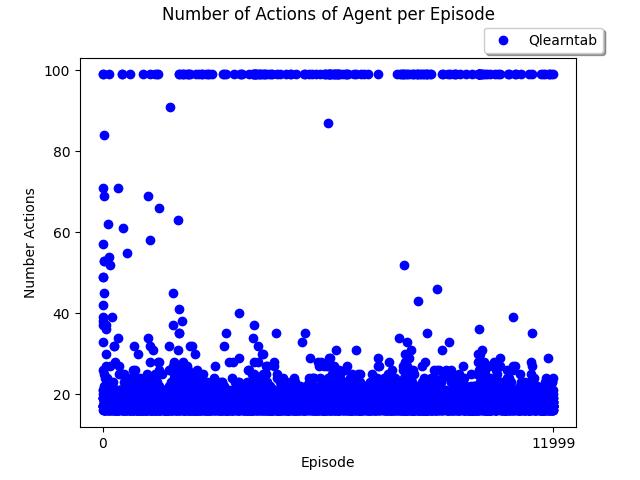 Number of Actions of Agent per Episode
Qlearntab
100
80
60
40
20
Number Actions
0
11999
Episode